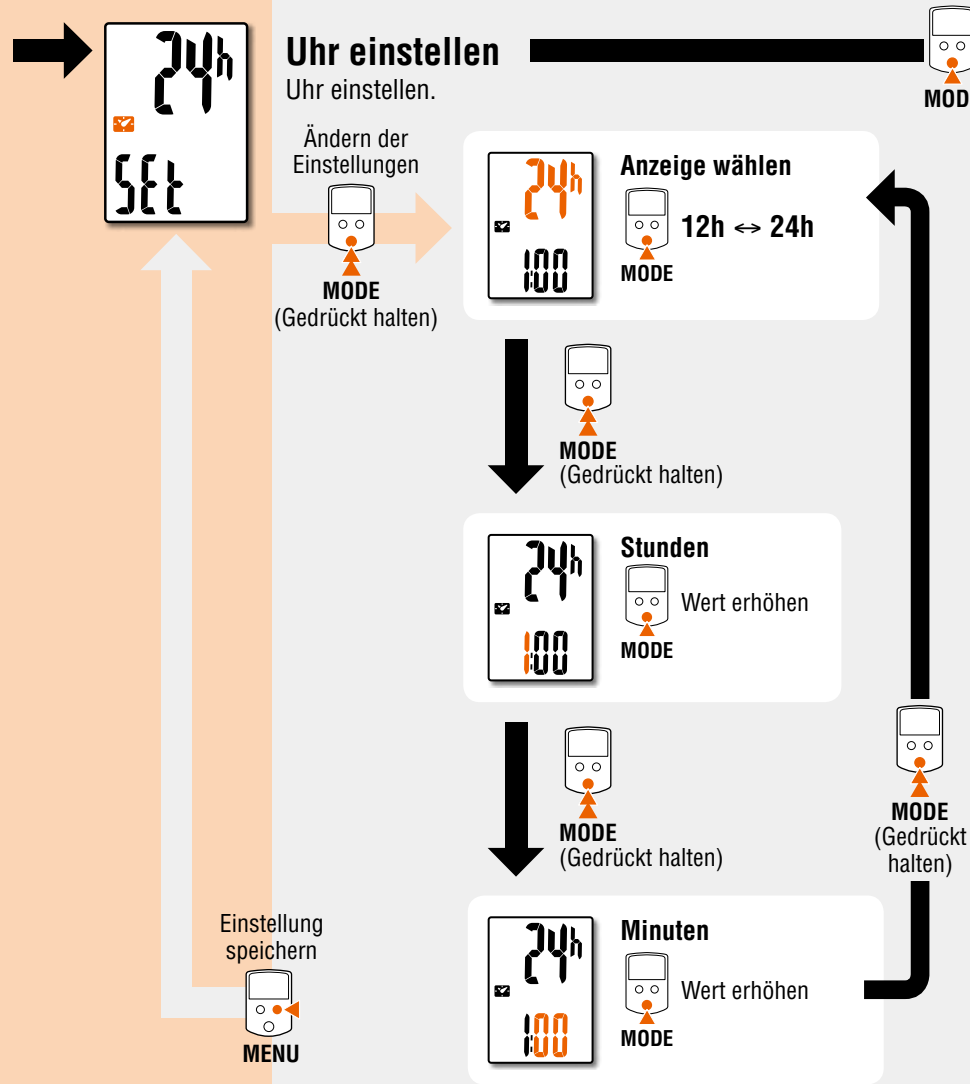 24h
SEt
Uhr einstellen
Uhr einstellen.
MOD
Ändern der
Einstellungen
MODE
(Gedrückt halten)
24h
1:00
Anzeige wählen
12h ↔ 24h
MODE
MODE
(Gedrückt halten)
24h
1:00
Stunden
Wert erhöhen
MODE
MODE
(Gedrückt halten)
MODE
(Gedrückt
halten)
Einstellung
speichern
MENU
24h
1:00
Minuten
Wert erhöhen
MODE